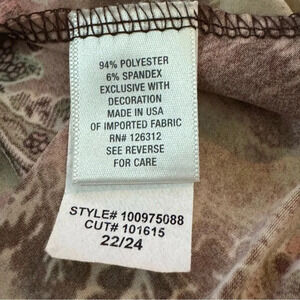 94% POLYESTER
6% SPANDEX
EXCLUSIVE WITH
DECORATION
MADE IN USA
OF IMPORTED FABRIC
RN# 126312
SEE REVERSE
FOR CARE
STYLE# 100975088
CUT# 101615
22/24